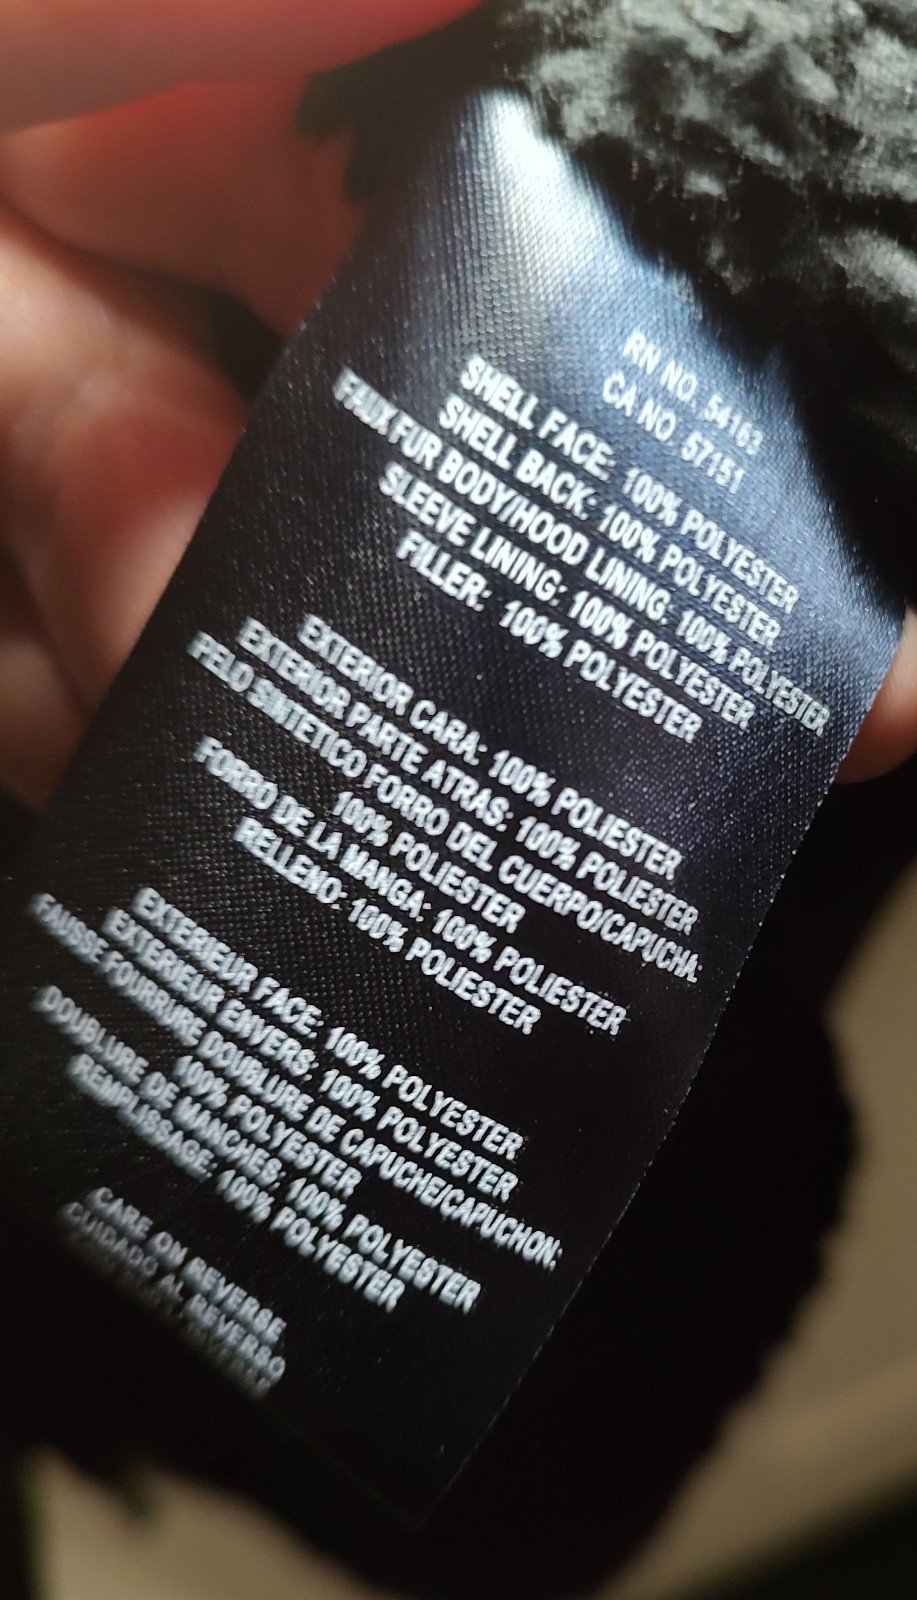 RN NO. 54163
CA NO. 57151
SHELL FACE: 100% POLYESTER
SHELL BACK: 100% POLYESTER
FAUX FUR BODY/HOOD LINING: 100% POLYESTER
SLEEVE LINING: 100% POLYESTER
FILLER: 100% POLYESTER
EXTERIOR CARA: 100% POLIESTER
EXTERIOR PARTE ATRAS: 100% POLIESTER
PELO SINTETICO FORRO DEL CUERPO/CAPUCHA:
100% POLIESTER
FORRO DE LA MANGA: 100% POLIESTER
RELLENO: 100% POLIESTER
EXTERIEUR FACE: 100% POLYESTER
EXTERIEUR ENVERS: 100% POLYESTER
FAUSSE FOURRURE DOUBLURE DE CAPUCHE/CAPUCHON:
100% POLYESTER
DOUBLURE DE MANCHES: 100% POLYESTER
REMPLISSAGE: 100% POLYESTER
CARE ON REVERSE
CUIDADO AL REVERSO